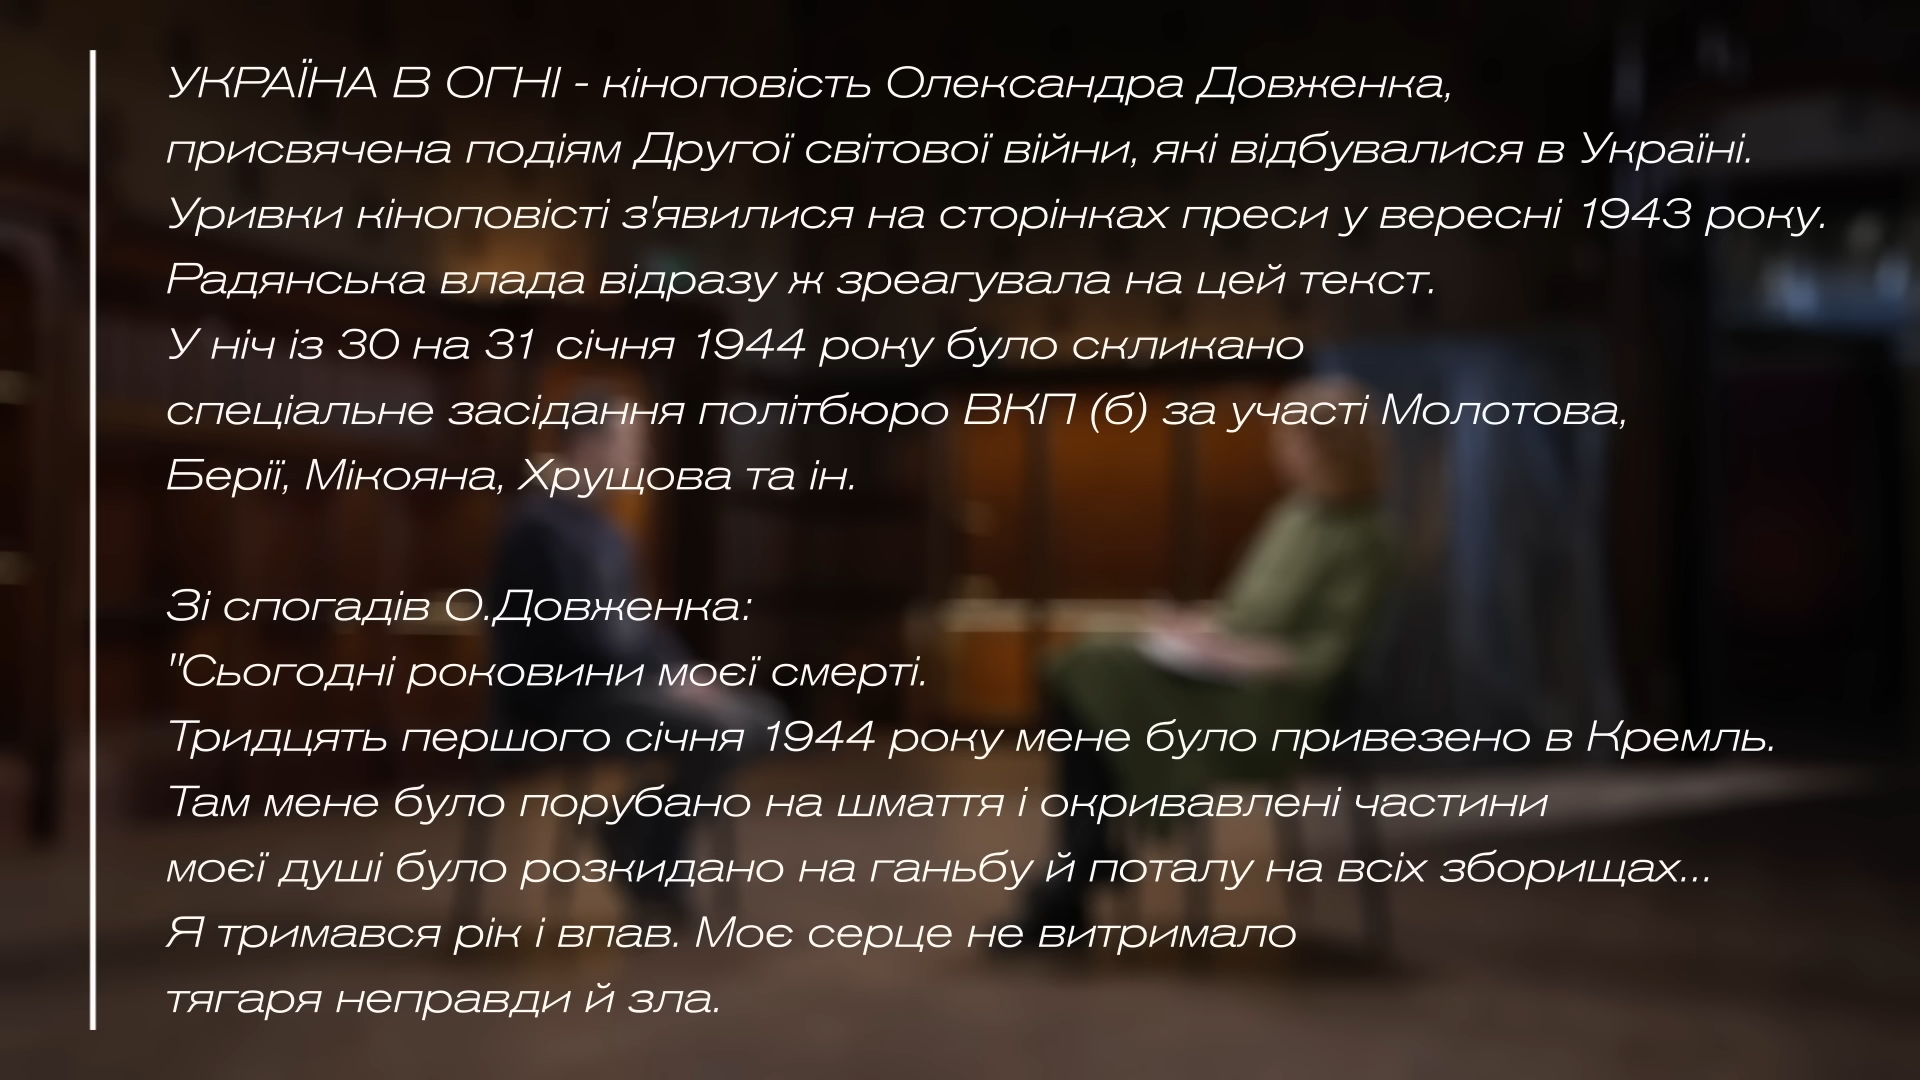 УКРАЇНА В ОГНІ - кіноповість Олександра Довженка,
присвячена подіям Другої світової війни, які відбувалися в Україні.
Уривки кіноповісті з'явилися на сторінках преси у вересні 1943 року.
Радянська влада відразу ж зреагувала на цей текст.
У ніч із 30 на 31 січня 1944 року було скликано
спеціальне засідання політбюро ВКП (б) за участі Молотова,
Берії, Мікояна, Хрущова та ін.
Зі спогадів О.Довженка:
"Сьогодні роковини моєї смерті.
Тридцять першого січня 1944 року мене було привезено в Кремль.
Там мене було порубано на шмаття і окривавлені частини
моєї душі було розкидано на ганьбу й поталу на всіх зборищах...
Я тримався рік і впав. Моє серце не витримало
тягаря неправди й зла.